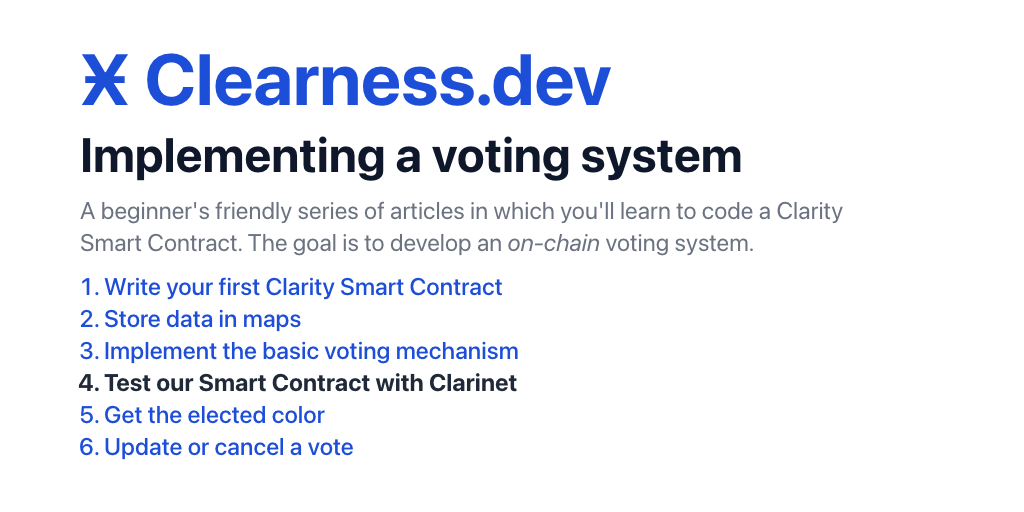 Clearness.dev
Implementing a voting system
A beginner's friendly series of articles in which you'll learn to code a Clarity
Smart Contract. The goal is to develop an on-chain voting system.
1. Write your first Clarity Smart Contract
2. Store data in maps
3. Implement the basic voting mechanism
4. Test our Smart Contract with Clarinet
5. Get the elected color
6. Update or cancel a vote